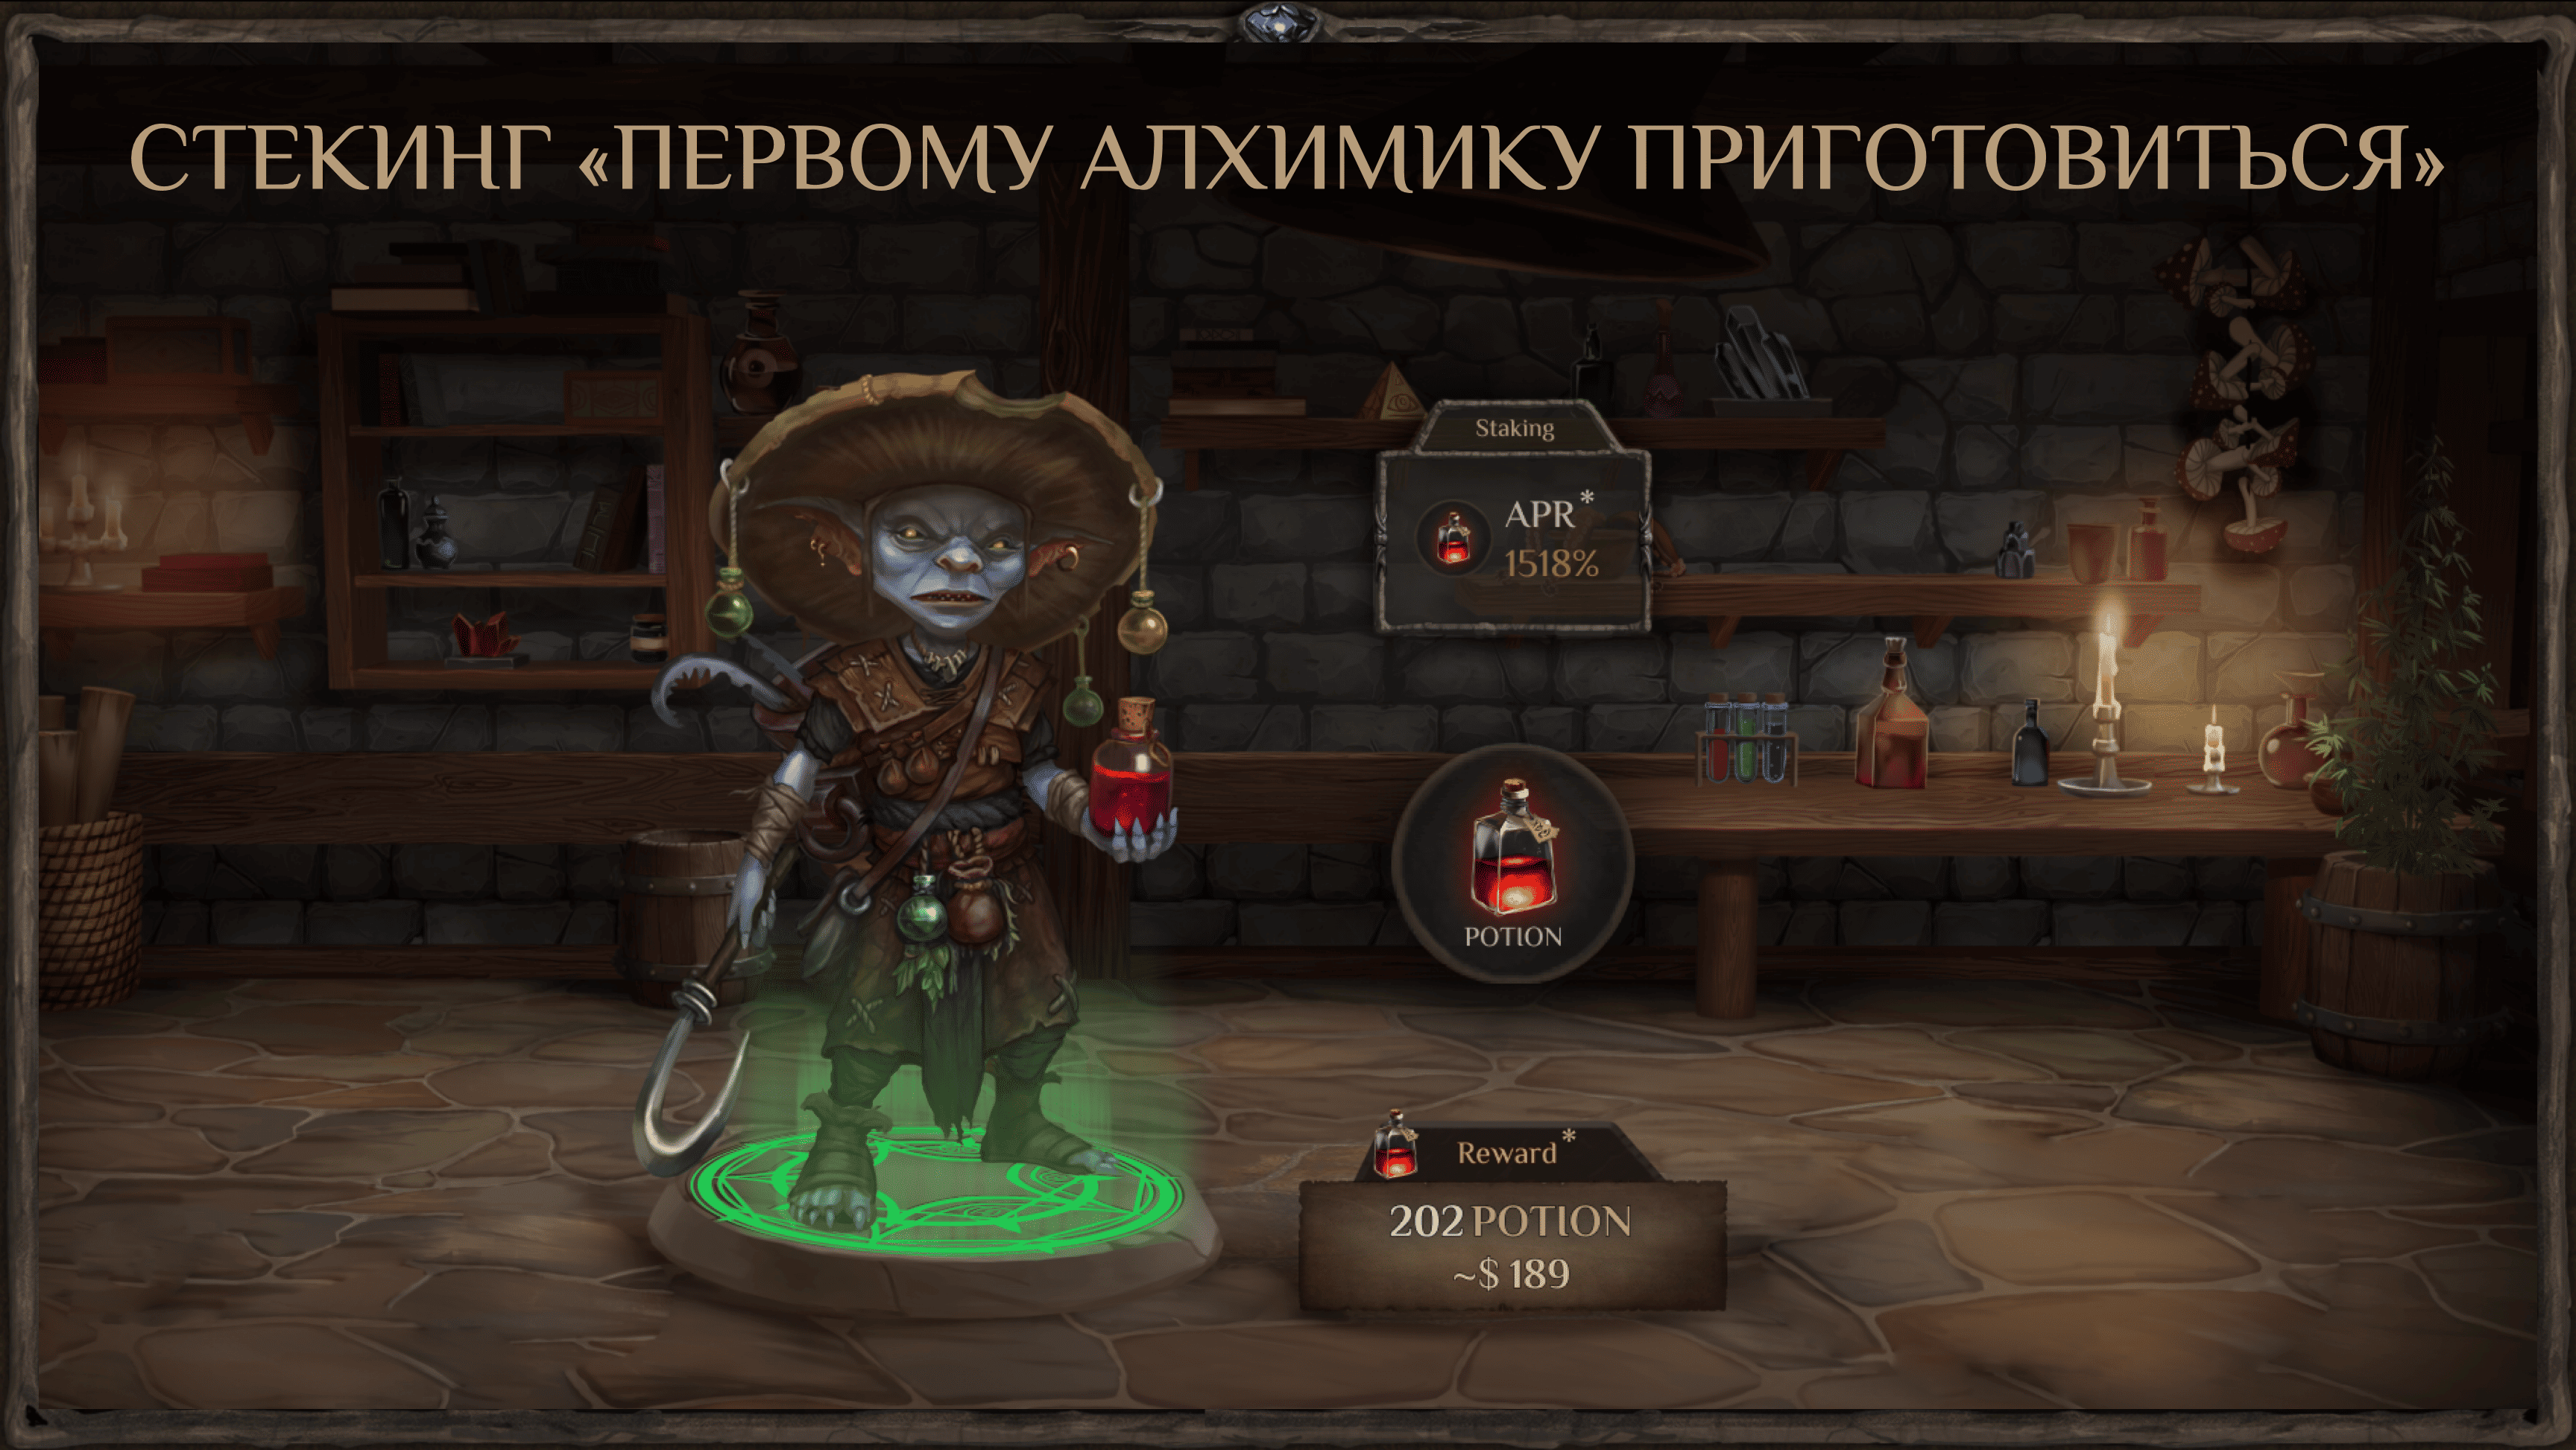 СТЕКИНГ «ПЕРВОМУ АЛХИМИКУ ПРИГОТОВИТЬСЯ»
Staking
APR*
1518%
POTION
Reward*
202 POTION
~$ 189